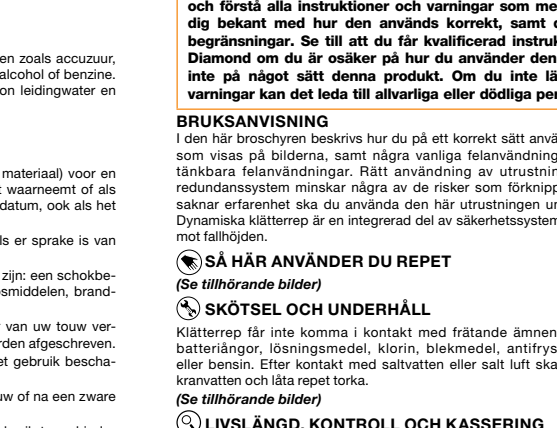 en zoals accuzuur,
alcohol of benzine.
on leidingwater en
materiaal) voor en
t waarneemt of als
datum, ook als het
ls er sprake is van
zijn: een schokbe-
smiddelen, brand-
van uw touw ver-
rden afgeschreven.
et gebruik bescha-
uw of na een zware
och förstå alla instruktioner och varningar som me
dig bekant med hur den används korrekt, samt
begränsningar. Se till att du får kvalificerad instruk
Diamond om du är osäker på hur du använder den
inte på något sätt denna produkt. Om du inte lä
varningar kan det leda till allvarliga eller dödliga per
BRUKSANVISNING
I den här broschyren beskrivs hur du på ett korrekt sätt anvä
som visas på bilderna, samt några vanliga felanvändning
tänkbara felanvändningar. Rätt användning av utrustnin
redundanssystem minskar några av de risker som förknipp
saknar erfarenhet ska du använda den här utrustningen un
Dynamiska klätterrep är en integrerad del av säkerhetssystem
mot fallhöjden.
SÅ HÄR ANVÄNDER DU REPET
(Se tillhörande bilder)
SKÖTSEL OCH UNDERHÅLL
Klätterrep får inte komma i kontakt med frätande ämnen
batteriångor, lösningsmedel, klorin, blekmedel, antifrys
eller bensin. Efter kontakt med saltvatten eller salt luft ska
kranvatten och låta repet torka.
(Se tillhörande bilder)
LIVSLÄNGD, KONTROLL OCH KASSERING